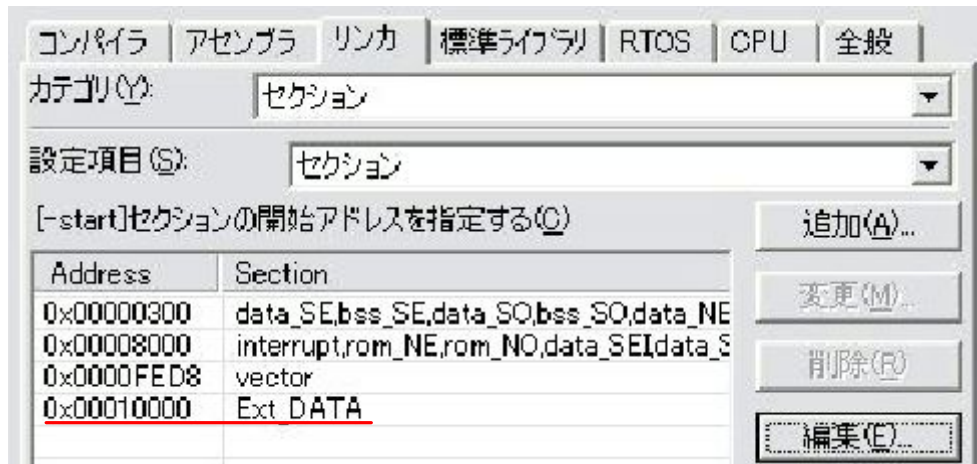 コンパイラ アセンブラ リンカ 標準ライブラリ RTOS CPU 全般
カテゴリ(Y): セクション
設定項目(S): セクション
[-start]セクションの開始アドレスを指定する(O)
追加(A)...
Address Section
0x00000300 data_SE,bss_SE,data_SO,bss_SO,data_NE
変更(M)...
0x00008000 interrupt,rom_NE,rom_NO,data_SEI,data_S
0x0000FED8 vector
削除(R)
0x00010000 Ext_DATA
編集(E)...